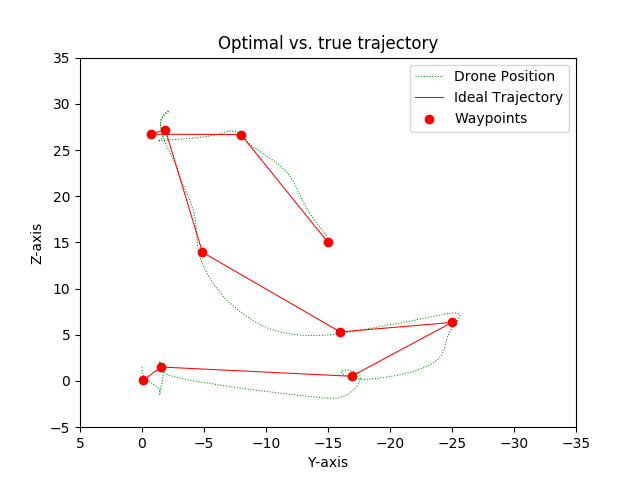 Optimal vs. true trajectory
Drone Position
Ideal Trajectory
Waypoints
Z-axis
35
30
25
20
15
10
5
0
−5
5 0 −5 −10 −15 −20 −25 −30 −35
Y-axis